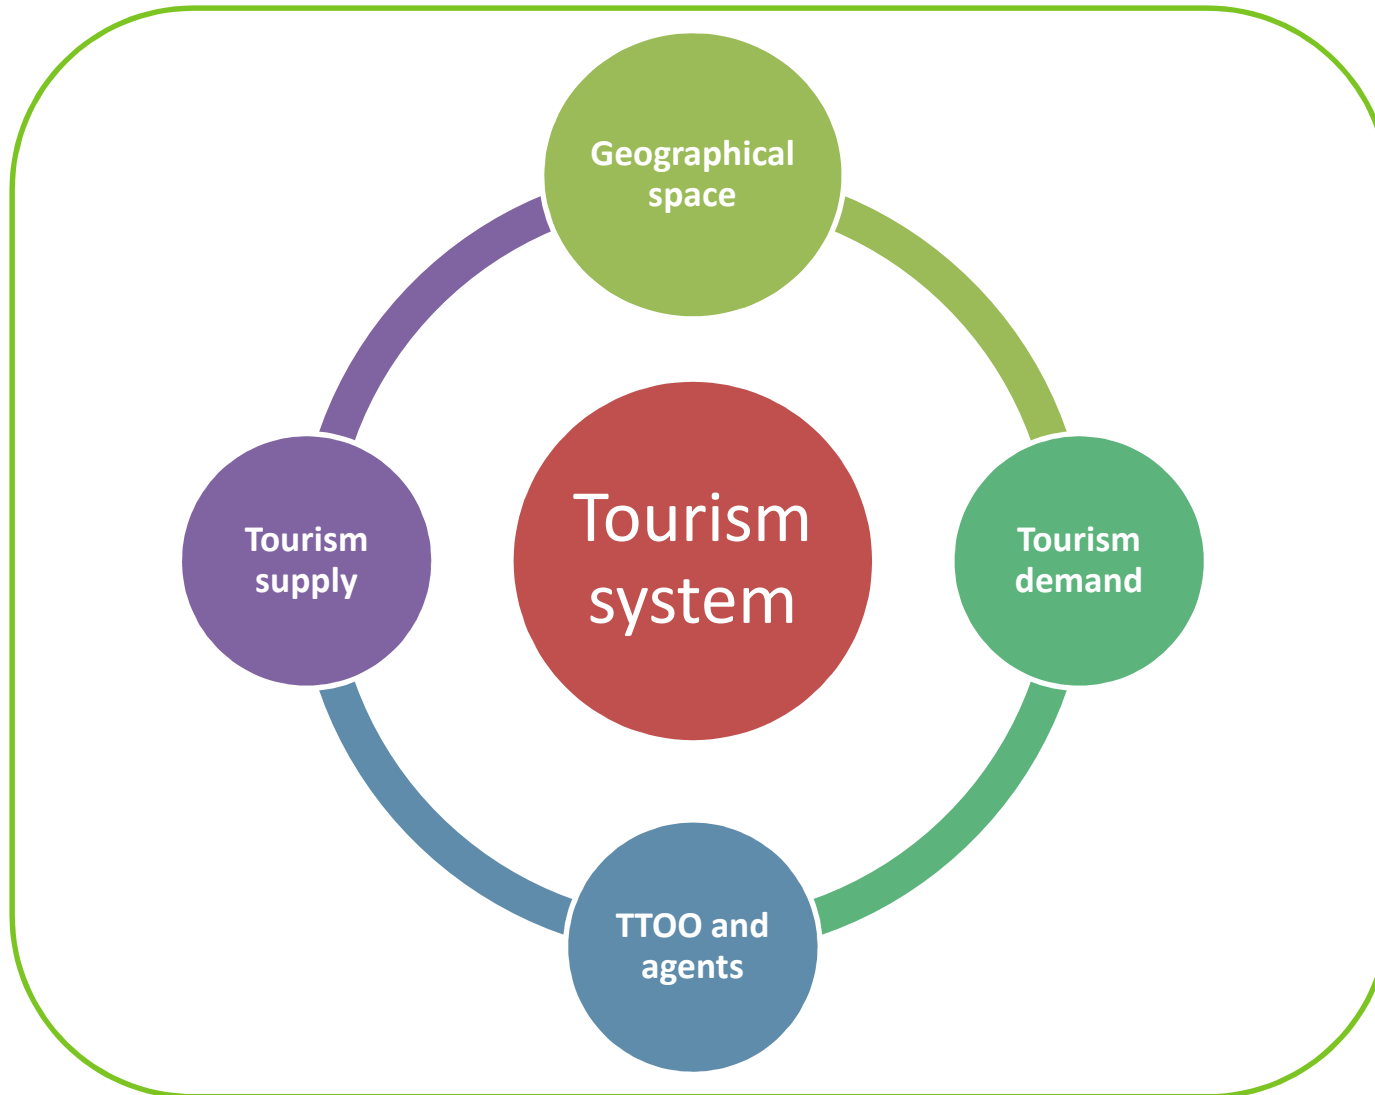 Geographical
space
Tourism
supply
Tourism
system
Tourism
demand
TTOO and
agents